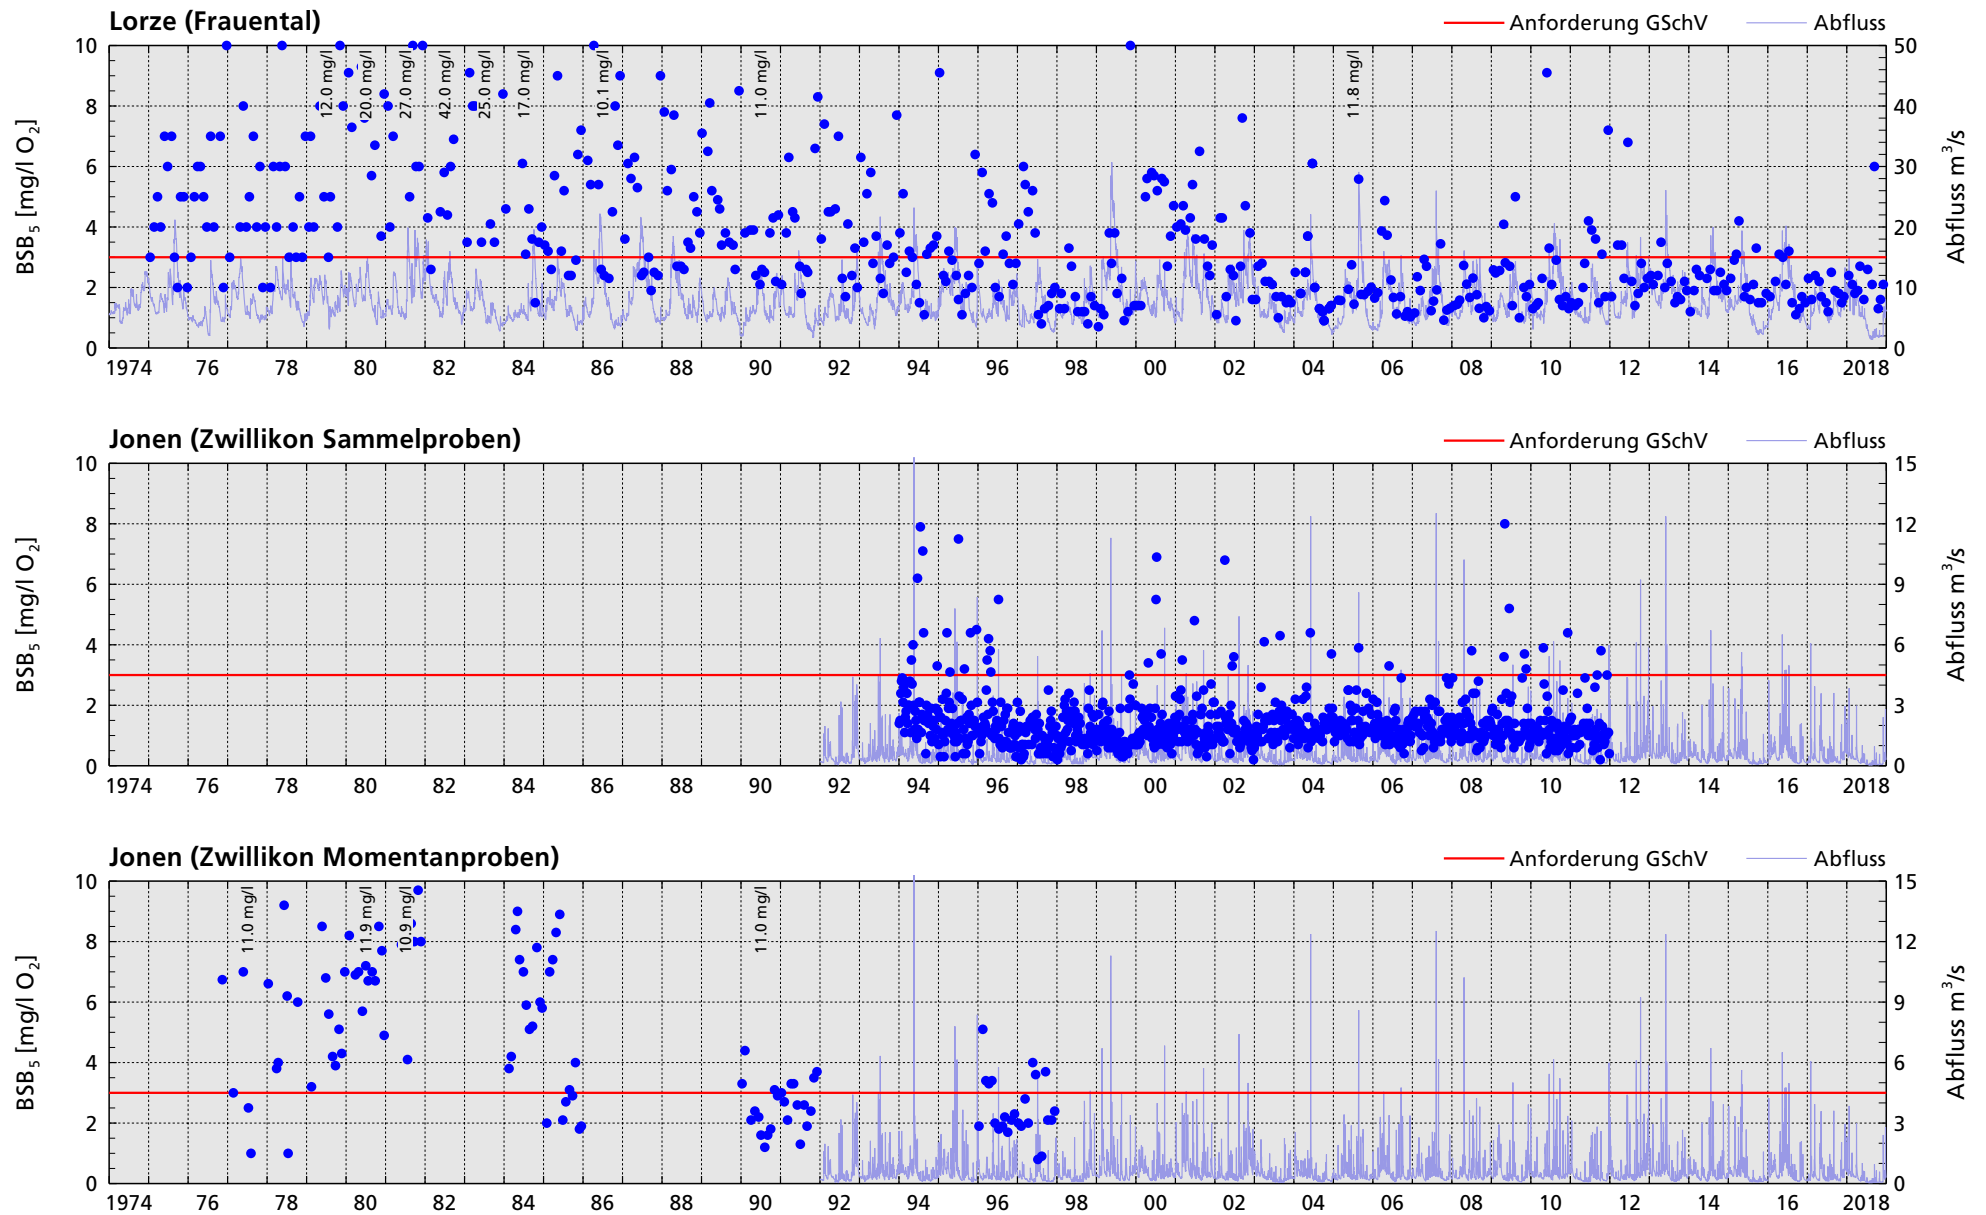 Lorze (Frauental)
Anforderung GSchV
Abfluss
BSB5 [mg/l O2]
10
8
6
4
2
0
12.0 mg/l
20.0 mg/l
27.0 mg/l
42.0 mg/l
25.0 mg/l
17.0 mg/l
10.1 mg/l
11.0 mg/l
11.8 mg/l
50
40
30
20
10
0
Abfluss m3/s
1974 76 78 80 82 84 86 88 90 92 94 96 98 00 02 04 06 08 10 12 14 16 2018
Jonen (Zwillikon Sammelproben)
Anforderung GSchV
Abfluss
BSB5 [mg/l O2]
10
8
6
4
2
0
15
12
9
6
3
0
Abfluss m3/s
1974 76 78 80 82 84 86 88 90 92 94 96 98 00 02 04 06 08 10 12 14 16 2018
Jonen (Zwillikon Momentanproben)
Anforderung GSchV
Abfluss
BSB5 [mg/l O2]
10
8
6
4
2
0
11.0 mg/l
11.9 mg/l
10.9 mg/l
11.0 mg/l
15
12
9
6
3
0
Abfluss m3/s
1974 76 78 80 82 84 86 88 90 92 94 96 98 00 02 04 06 08 10 12 14 16 2018